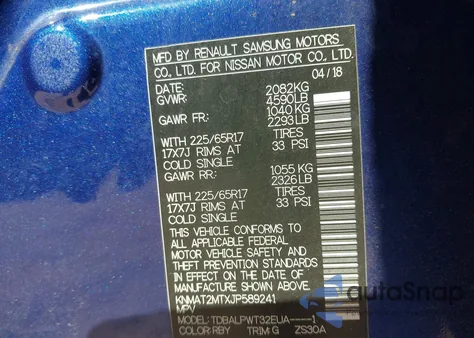 MFD BY RENAULT SAMSUNG MOTORS
CO. LTD. FOR NISSAN MOTOR CO. LTD.
DATE: 04/18
GVWR: 2082KG
4590LB
GAWR FR: 1040 KG
2293LB
WITH 225/65R17 TIRES
17X7J RIMS AT 33 PSI
COLD SINGLE
GAWR RR: 1055 KG
2326LB
WITH 225/65R17 TIRES
17X7J RIMS AT 33 PSI
COLD SINGLE
THIS VEHICLE CONFORMS TO
ALL APPLICABLE FEDERAL
MOTOR VEHICLE SAFETY AND
THEFT PREVENTION STANDARDS
IN EFFECT ON THE DATE OF
MANUFACTURE SHOWN ABOVE.
KNMAT2MTXJP589241
MPV
MODEL: TDBALPWT32EUA-----1
COLOR: RBY TRIM: G ZS30A
autoSnap